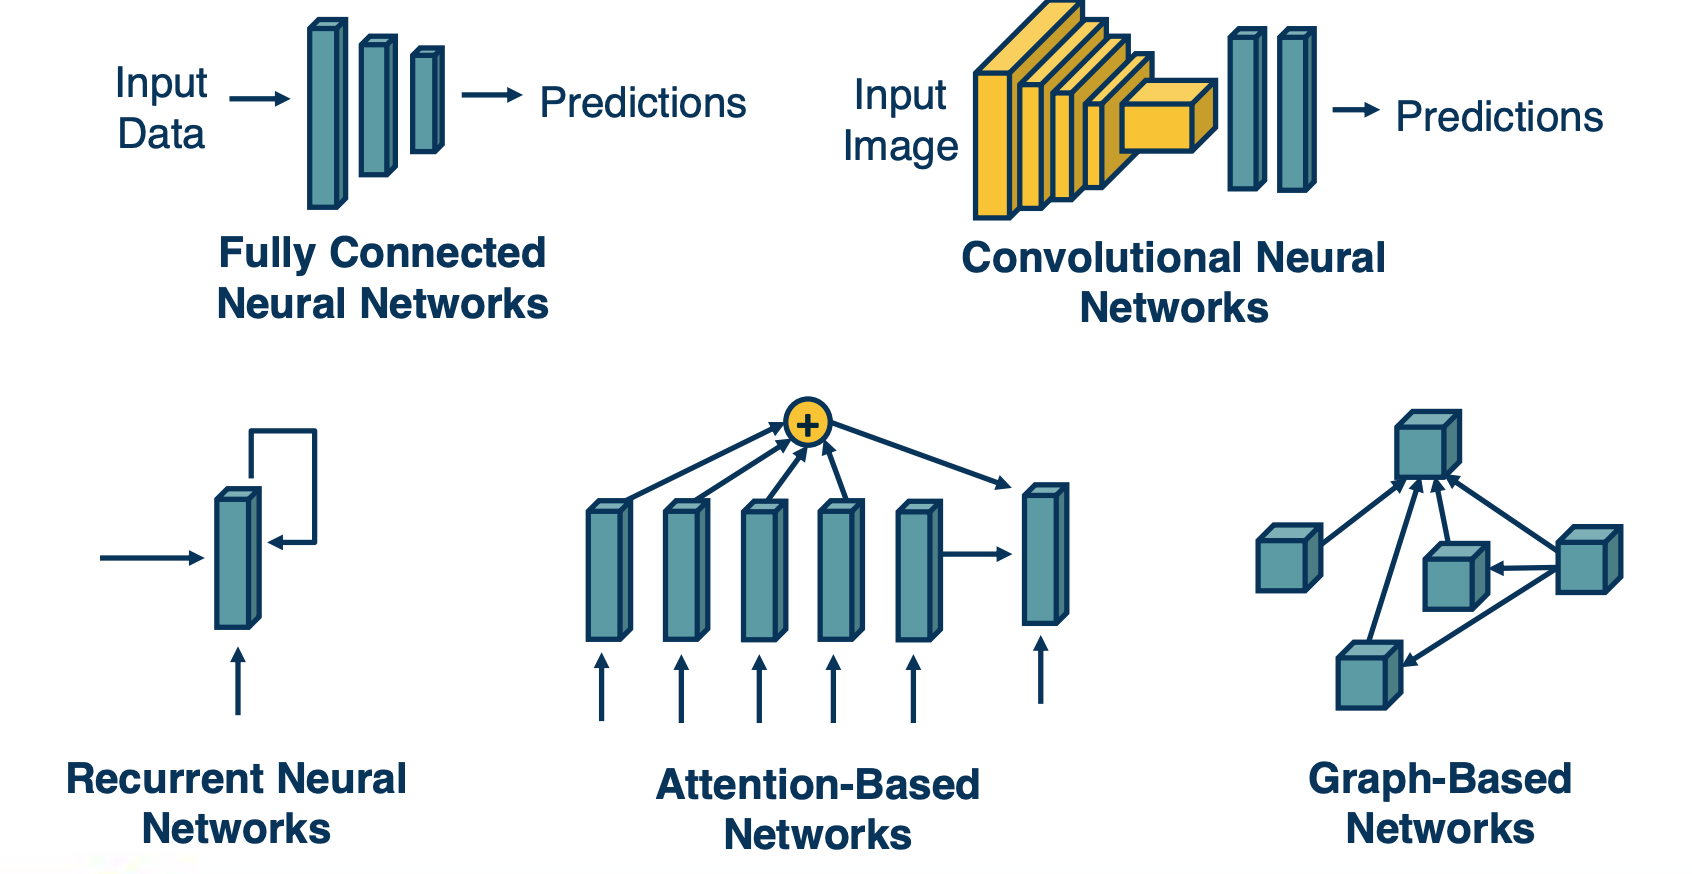 Input
Data
Predictions
Fully Connected
Neural Networks
Input
Image
Predictions
Convolutional Neural
Networks
Recurrent Neural
Networks
+
Attention-Based
Networks
Graph-Based
Networks